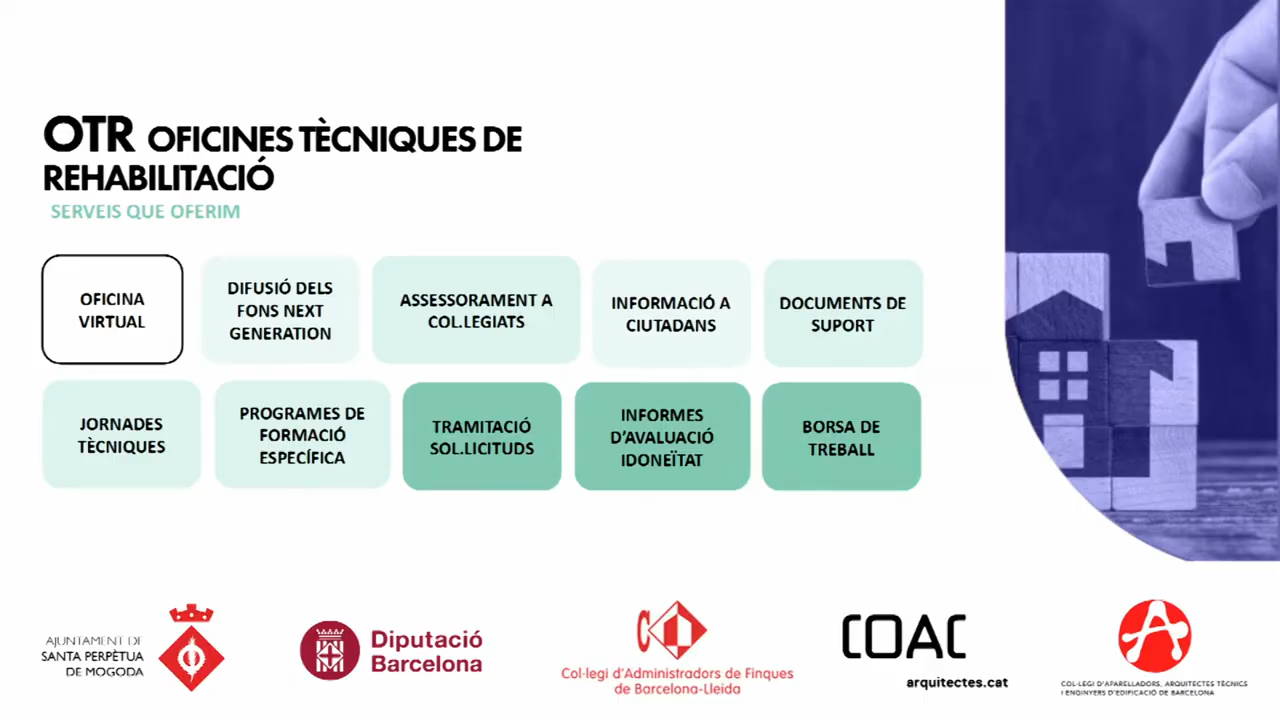 OTR OFICINES TÈCNIQUES DE
REHABILITACIÓ
SERVEIS QUE OFERIM
OFICINA
VIRTUAL
DIFUSIÓ DELS
FONS NEXT
GENERATION
ASSESSORAMENT A
COL.LEGIATS
INFORMACIÓ A
CIUTADANS
DOCUMENTS DE
SUPORT
JORNADES
TÈCNIQUES
PROGRAMES DE
FORMACIÓ
ESPECÍFICA
TRAMITACIÓ
SOL.LICITUDS
INFORMES
D’AVALUACIÓ
IDONEÏTAT
BORSA DE
TREBALL
AJUNTAMENT DE
SANTA PERPÈTUA
DE MOGODA
Diputació
Barcelona
Col·legi d’Administradors de Finques
de Barcelona-Lleida
COAC
arquitectes.cat
COL·LEGI D’APARELLADORS, ARQUITECTES TÈCNICS
I ENGINYERS D’EDIFICACIÓ DE BARCELONA